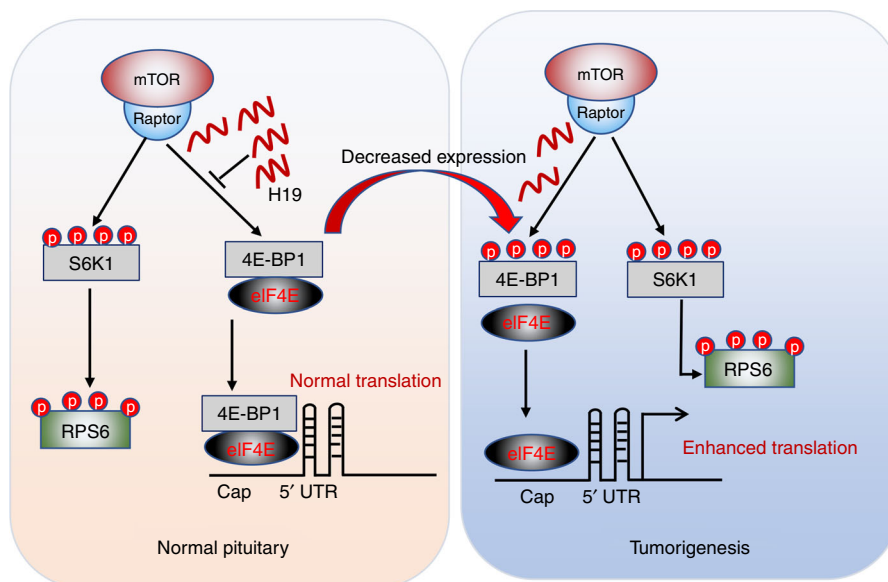 mTOR
Raptor
H19
p p p p
S6K1
4E-BP1
eIF4E
p p p p
RPS6
Normal translation
4E-BP1
eIF4E
Cap 5′ UTR
Normal pituitary
Decreased expression
mTOR
Raptor
p p p p
4E-BP1
eIF4E
p p p p
S6K1
p p p p
RPS6
eIF4E
Enhanced translation
Cap 5′ UTR
Tumorigenesis